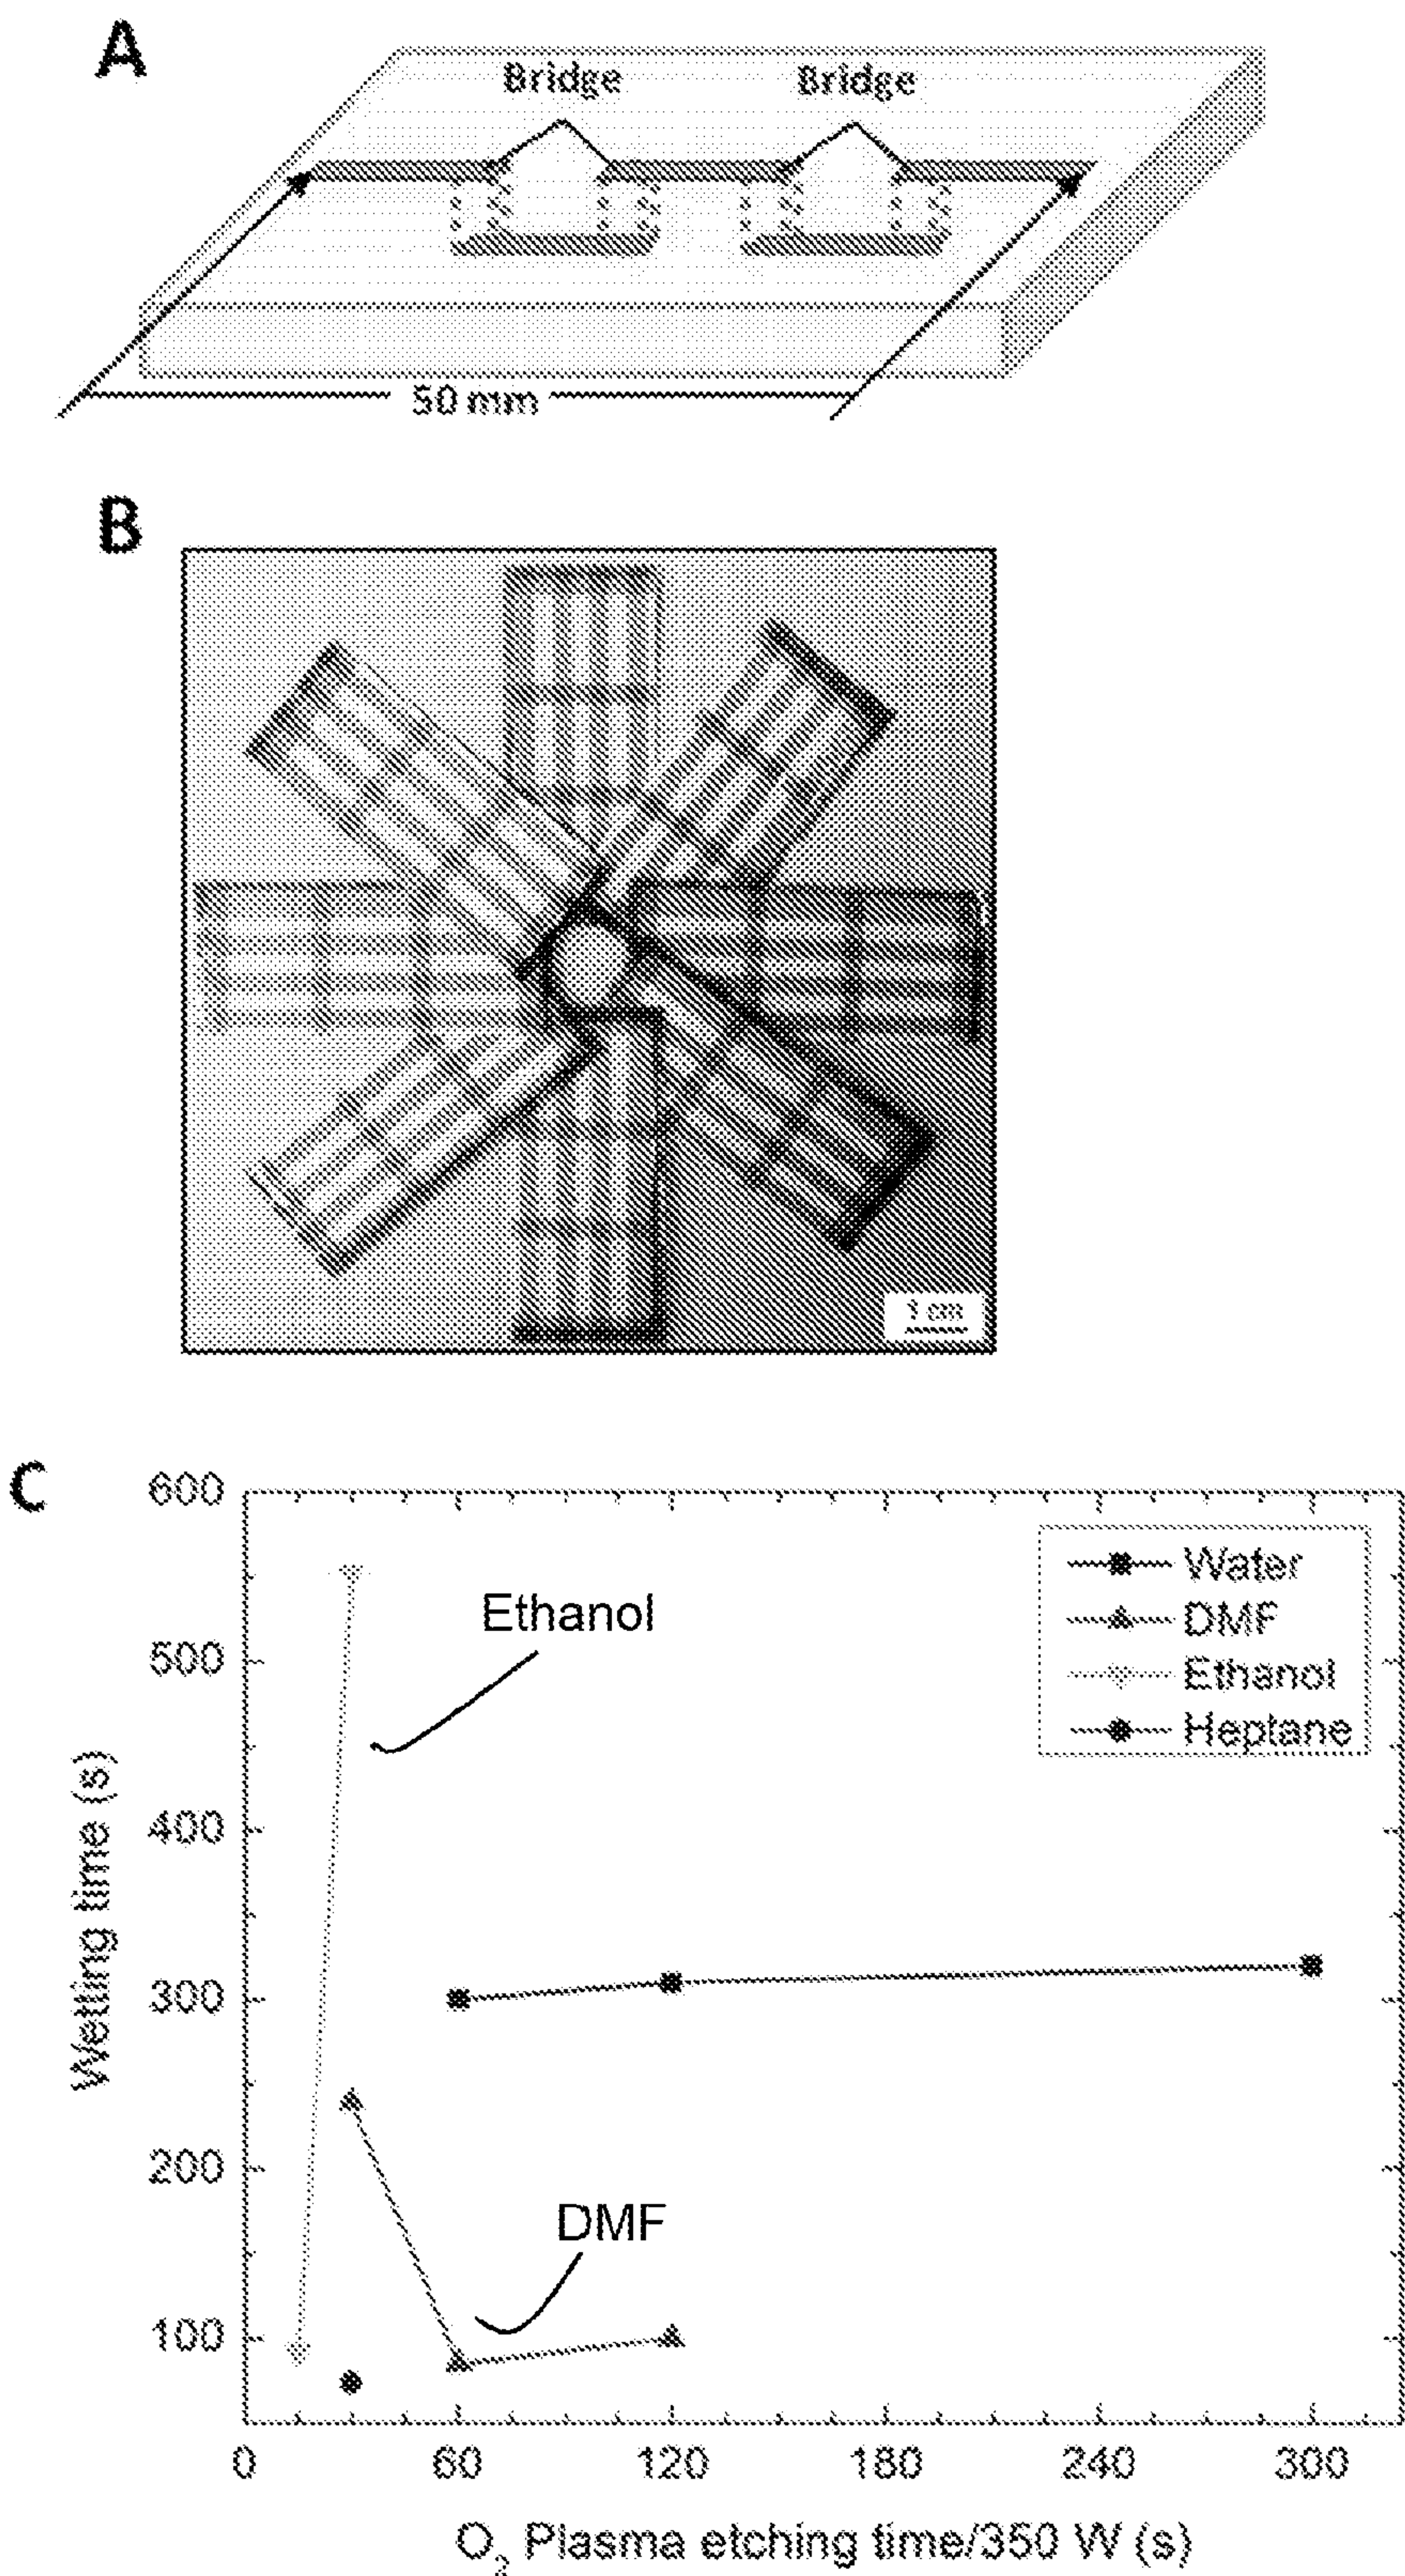 A
Bridge Bridge
50 mm
B
1 cm
C
600
500
400
300
200
100
Wetting time (s)
Ethanol
DMF
Water
DMF
Ethanol
Heptane
0 60 120 180 240 300
O₂ Plasma etching time/350 W (s)